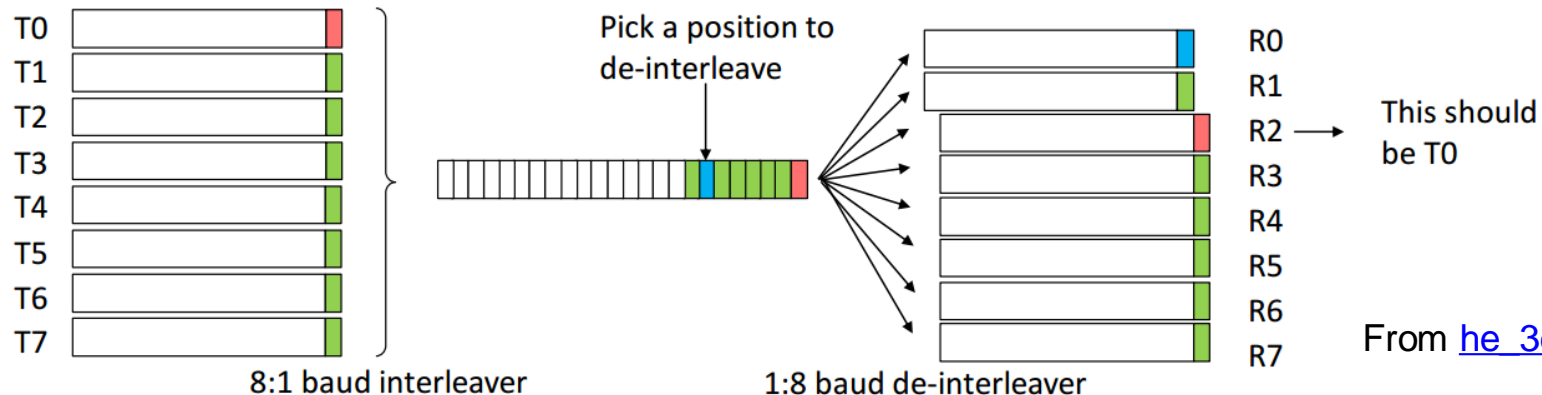 T0
T1
T2
T3
T4
T5
T6
T7
8:1 baud interleaver
Pick a position to
de-interleave
1:8 baud de-interleaver
R0
R1
R2
R3
R4
R5
R6
R7
This should
be T0
From he_3